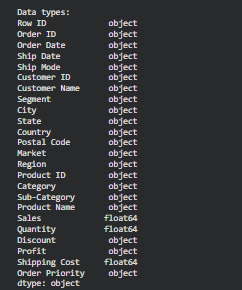 Data types:
Row ID object
Order ID object
Order Date object
Ship Date object
Ship Mode object
Customer ID object
Customer Name object
Segment object
City object
State object
Country object
Postal Code object
Market object
Region object
Product ID object
Category object
Sub-Category object
Product Name object
Sales float64
Quantity float64
Discount object
Profit object
Shipping Cost float64
Order Priority object
dtype: object